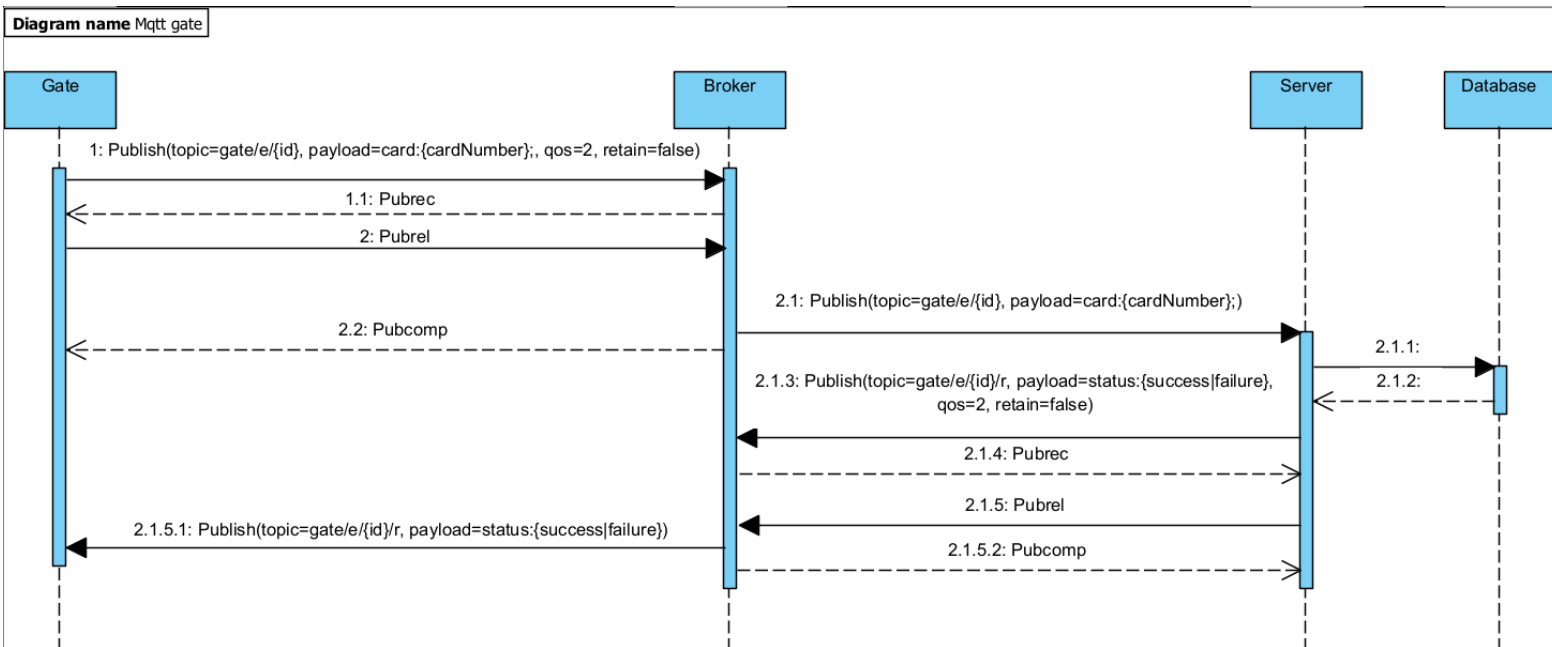 Diagram name Mqtt gate
Gate
Broker
Server
Database
1: Publish(topic=gate/e/{id}, payload=card:{cardNumber};, qos=2, retain=false)
1.1: Pubrec
2: Pubrel
2.1: Publish(topic=gate/e/{id}, payload=card:{cardNumber};)
2.2: Pubcomp
2.1.1:
2.1.2:
2.1.3: Publish(topic=gate/e/{id}/r, payload=status:{success|failure},
qos=2, retain=false)
2.1.4: Pubrec
2.1.5: Pubrel
2.1.5.1: Publish(topic=gate/e/{id}/r, payload=status:{success|failure})
2.1.5.2: Pubcomp